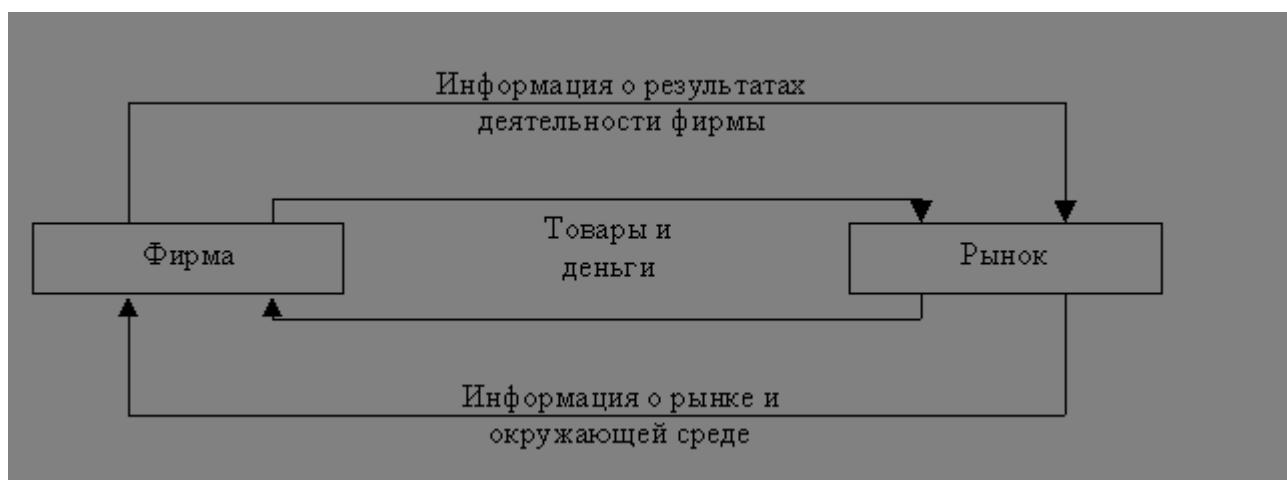 Информация о результатах
деятельности фирмы
Товары и
деньги
Фирма
Рынок
Информация о рынке и
окружающей среде